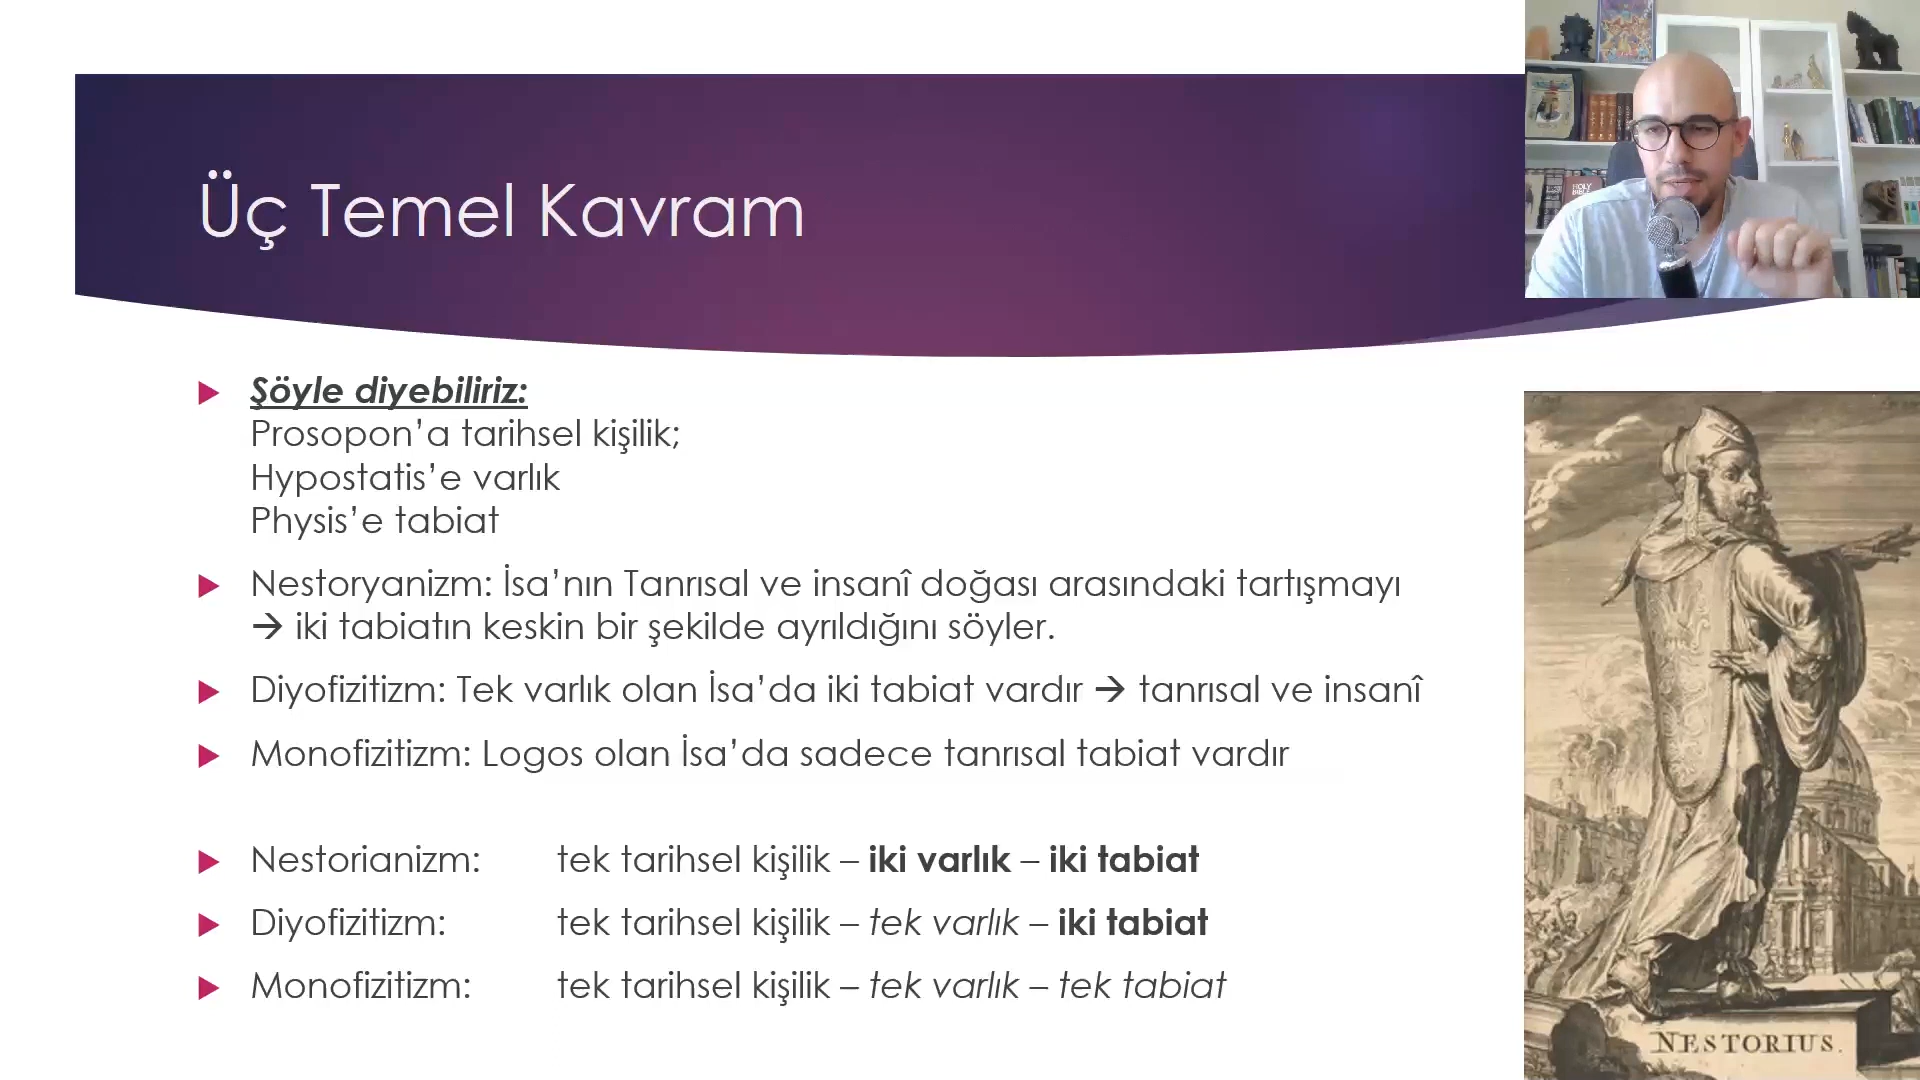 Üç Temel Kavram
Şöyle diyebiliriz:
Prosopon’a tarihsel kişilik;
Hypostatis’e varlık
Physis’e tabiat
Nestoryanizm: İsa’nın Tanrısal ve insanî doğası arasındaki tartışmayı
→ iki tabiatın keskin bir şekilde ayrıldığını söyler.
Diyofizitizm: Tek varlık olan İsa’da iki tabiat vardır → tanrısal ve insanî
Monofizitizm: Logos olan İsa’da sadece tanrısal tabiat vardır
Nestorianizm: tek tarihsel kişilik – iki varlık – iki tabiat
Diyofizitizm: tek tarihsel kişilik – tek varlık – iki tabiat
Monofizitizm: tek tarihsel kişilik – tek varlık – tek tabiat
HOLY BIBLE
NESTORIUS.